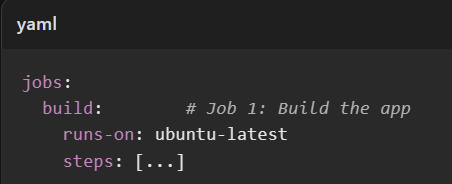 yaml
jobs:
  build:        # Job 1: Build the app
    runs-on: ubuntu-latest
    steps: [...]